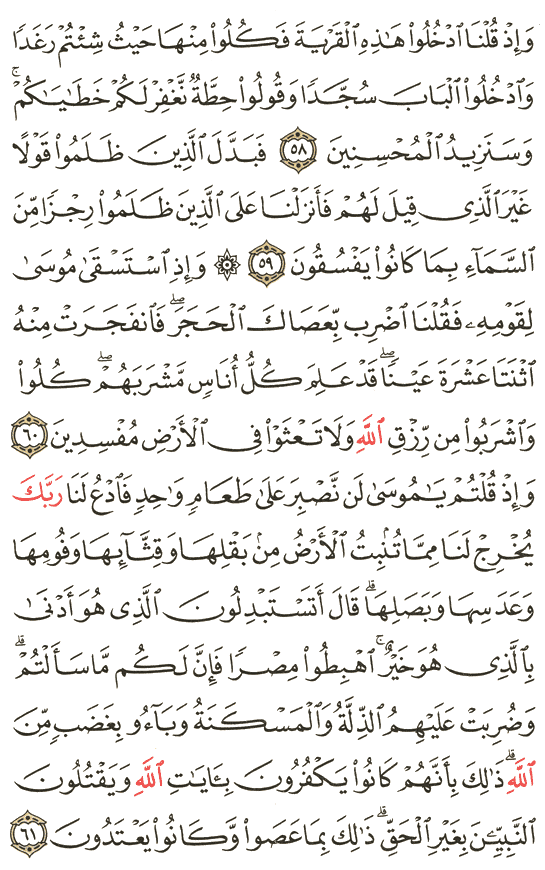 وَإِذْ قُلْنَا ٱدْخُلُوا۟ هَٰذِهِ ٱلْقَرْيَةَ فَكُلُوا۟ مِنْهَا حَيْثُ شِئْتُمْ رَغَدًا
وَٱدْخُلُوا۟ ٱلْبَابَ سُجَّدًا وَقُولُوا۟ حِطَّةٌ نَّغْفِرْ لَكُمْ خَطَٰيَٰكُمْ ۚ
وَسَنَزِيدُ ٱلْمُحْسِنِينَ ٥٨ فَبَدَّلَ ٱلَّذِينَ ظَلَمُوا۟ قَوْلًا
غَيْرَ ٱلَّذِى قِيلَ لَهُمْ فَأَنزَلْنَا عَلَى ٱلَّذِينَ ظَلَمُوا۟ رِجْزًا مِّنَ
ٱلسَّمَآءِ بِمَا كَانُوا۟ يَفْسُقُونَ ٥٩ ۞ وَإِذِ ٱسْتَسْقَىٰ مُوسَىٰ
لِقَوْمِهِۦ فَقُلْنَا ٱضْرِب بِّعَصَاكَ ٱلْحَجَرَ ۖ فَٱنفَجَرَتْ مِنْهُ
ٱثْنَتَا عَشْرَةَ عَيْنًا ۖ قَدْ عَلِمَ كُلُّ أُنَاسٍ مَّشْرَبَهُمْ ۖ كُلُوا۟
وَٱشْرَبُوا۟ مِن رِّزْقِ ٱللَّهِ وَلَا تَعْثَوْا۟ فِى ٱلْأَرْضِ مُفْسِدِينَ ٦٠
وَإِذْ قُلْتُمْ يَٰمُوسَىٰ لَن نَّصْبِرَ عَلَىٰ طَعَامٍ وَٰحِدٍ فَٱدْعُ لَنَا رَبَّكَ
يُخْرِجْ لَنَا مِمَّا تُنۢبِتُ ٱلْأَرْضُ مِنۢ بَقْلِهَا وَقِثَّآئِهَا وَفُومِهَا
وَعَدَسِهَا وَبَصَلِهَا ۖ قَالَ أَتَسْتَبْدِلُونَ ٱلَّذِى هُوَ أَدْنَىٰ
بِٱلَّذِى هُوَ خَيْرٌ ۚ ٱهْبِطُوا۟ مِصْرًا فَإِنَّ لَكُم مَّا سَأَلْتُمْ ۗ
وَضُرِبَتْ عَلَيْهِمُ ٱلذِّلَّةُ وَٱلْمَسْكَنَةُ وَبَآءُو بِغَضَبٍ مِّنَ
ٱللَّهِ ۗ ذَٰلِكَ بِأَنَّهُمْ كَانُوا۟ يَكْفُرُونَ بِـَٔايَٰتِ ٱللَّهِ وَيَقْتُلُونَ
ٱلنَّبِيِّـۧنَ بِغَيْرِ ٱلْحَقِّ ۗ ذَٰلِكَ بِمَا عَصَوا۟ وَّكَانُوا۟ يَعْتَدُونَ ٦١